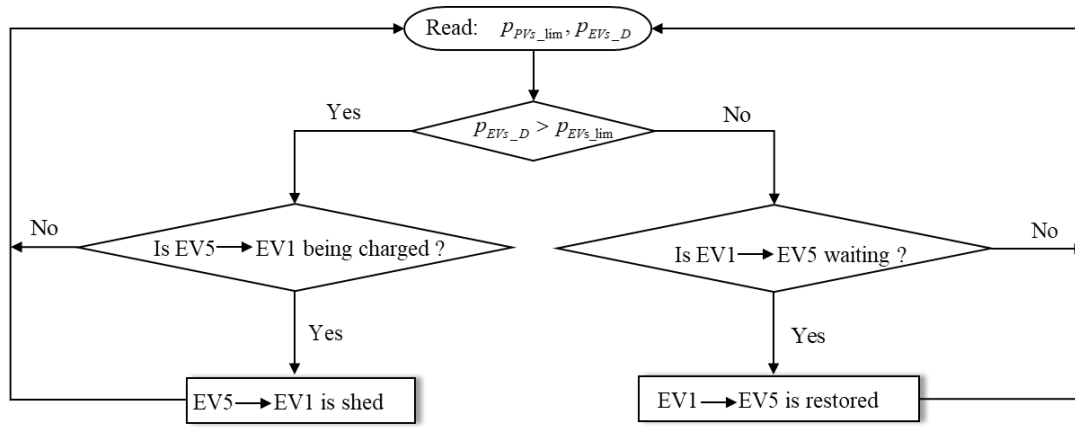 Read: p_PVs_lim, p_EVs_D
Yes
No
p_EVs_D > p_EVs_lim
No
No
Is EV5 → EV1 being charged ?
Is EV1 → EV5 waiting ?
Yes
Yes
EV5 → EV1 is shed
EV1 → EV5 is restored